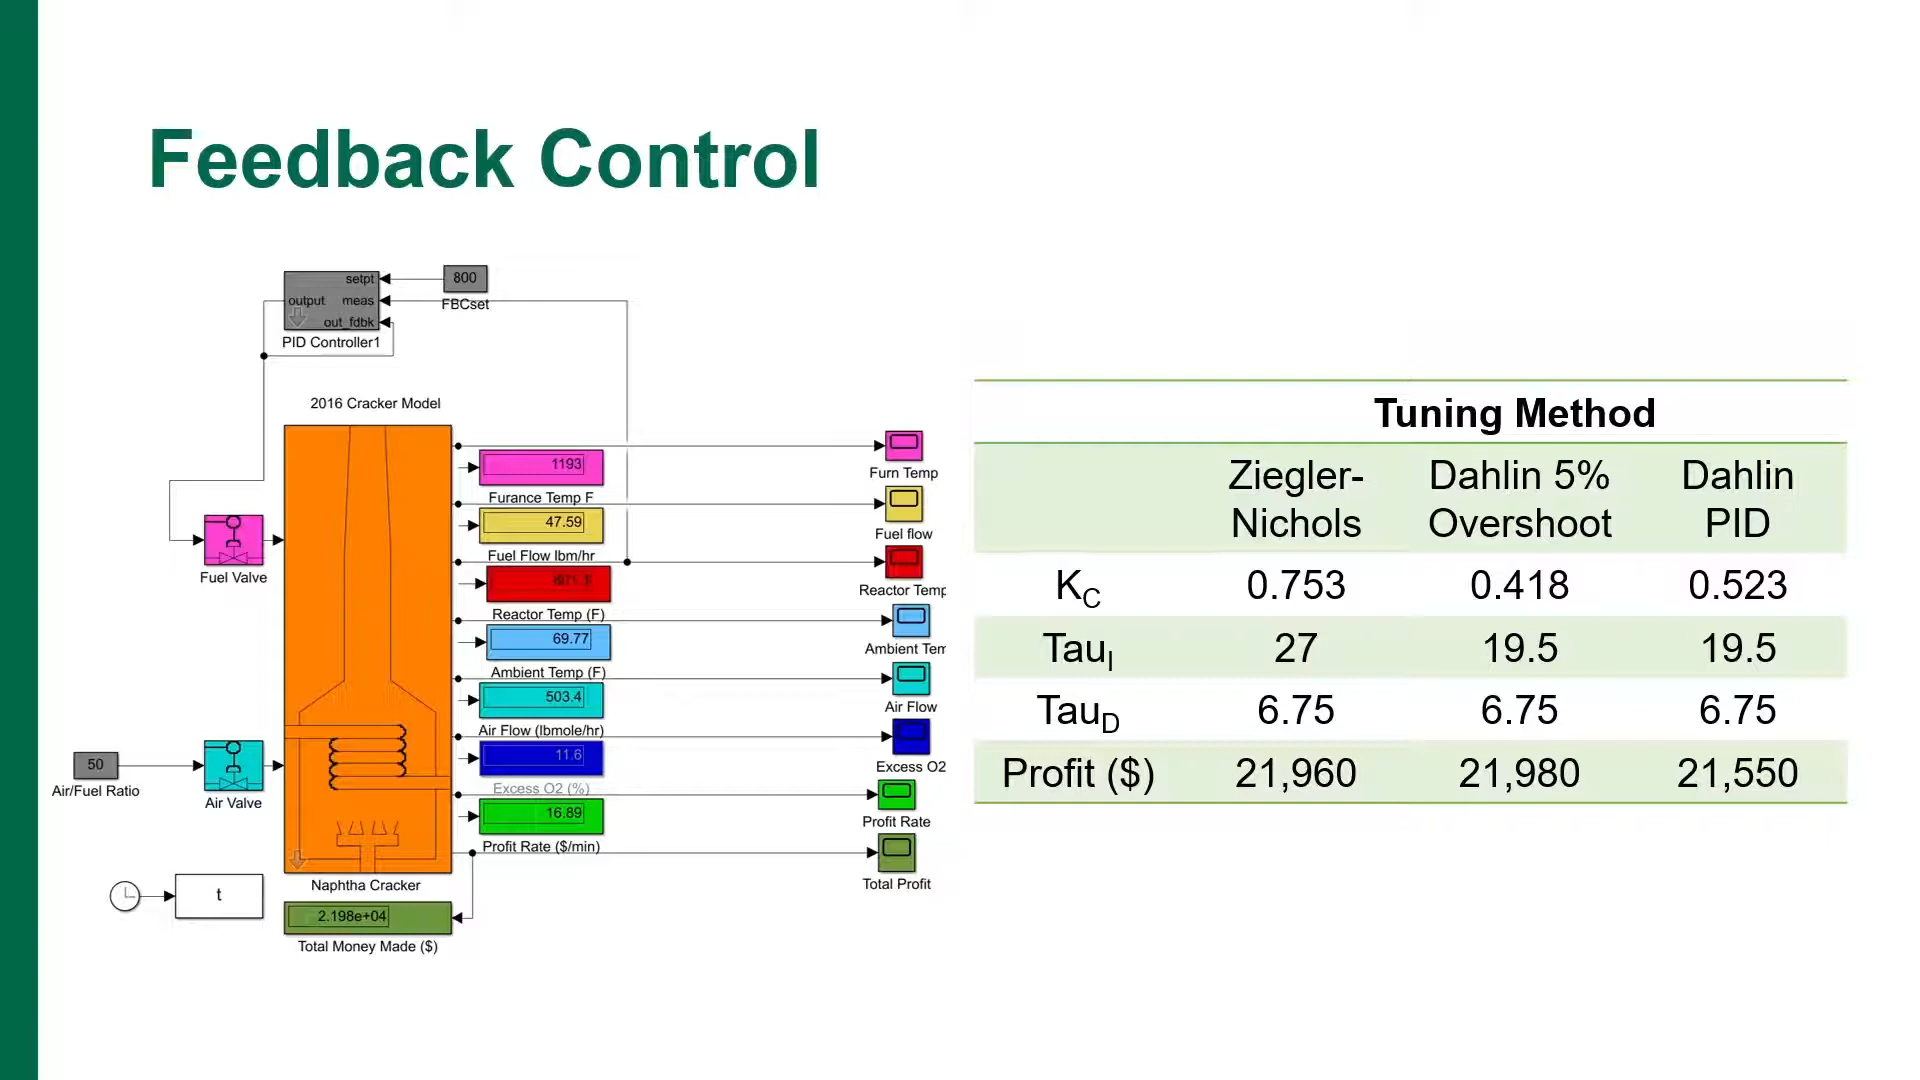 Feedback Control
setpt
800
output
meas
FBCset
out_fdbk
PID Controller1
2016 Cracker Model
1193
Furn Temp
Furance Temp F
47.59
Fuel flow
Fuel Flow lbm/hr
Fuel Valve
Reactor Temp
Reactor Temp (F)
69.77
Ambient Tem
Ambient Temp (F)
503.4
Air Flow
Air Flow (lbmole/hr)
50
11.6
Excess O2
Air/Fuel Ratio
Excess O2 (%)
Air Valve
16.89
Profit Rate
Profit Rate ($/min)
Naphtha Cracker
Total Profit
t
2.198e+04
Total Money Made ($)
Tuning Method
Ziegler- Dahlin 5% Dahlin
Nichols Overshoot PID
KC 0.753 0.418 0.523
TauI 27 19.5 19.5
TauD 6.75 6.75 6.75
Profit ($) 21,960 21,980 21,550